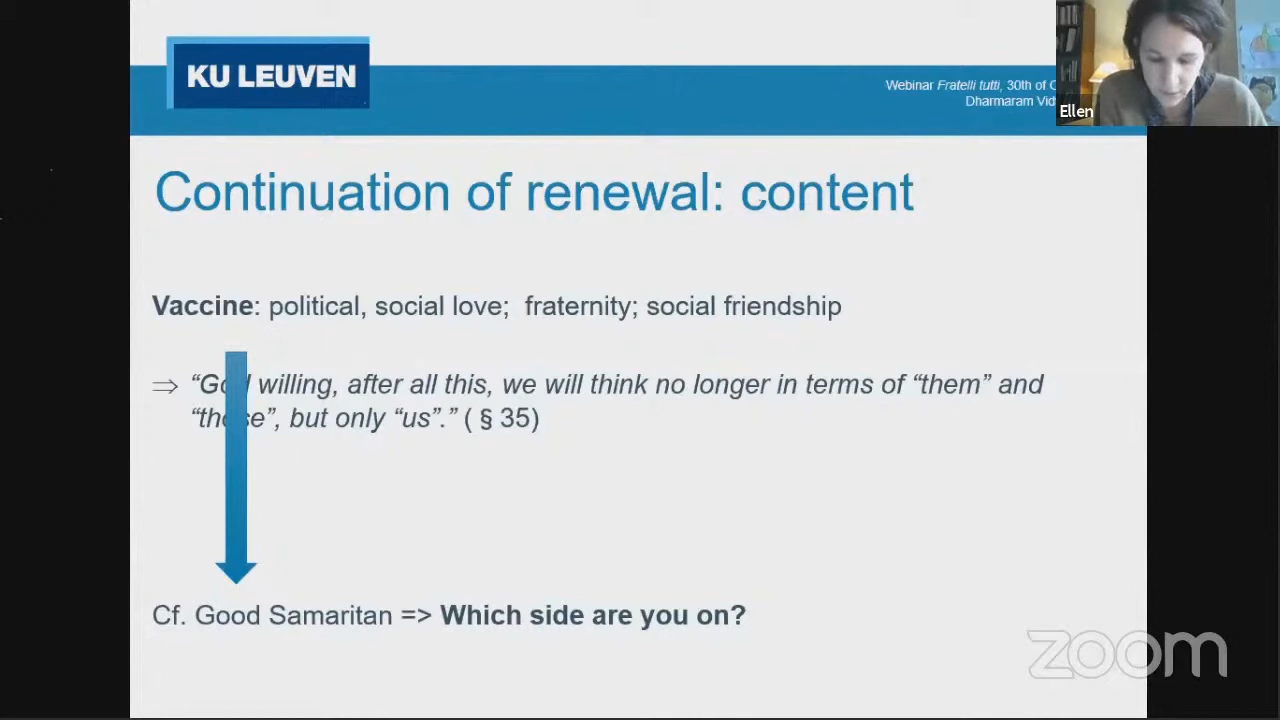 KU LEUVEN
Webinar Fratelli tutti, 30th of
Dharmaram
Ellen
Continuation of renewal: content
Vaccine: political, social love; fraternity; social friendship
⇒ “God willing, after all this, we will think no longer in terms of “them” and
“those”, but only “us”.” ( § 35)
Cf. Good Samaritan => Which side are you on?
zoom